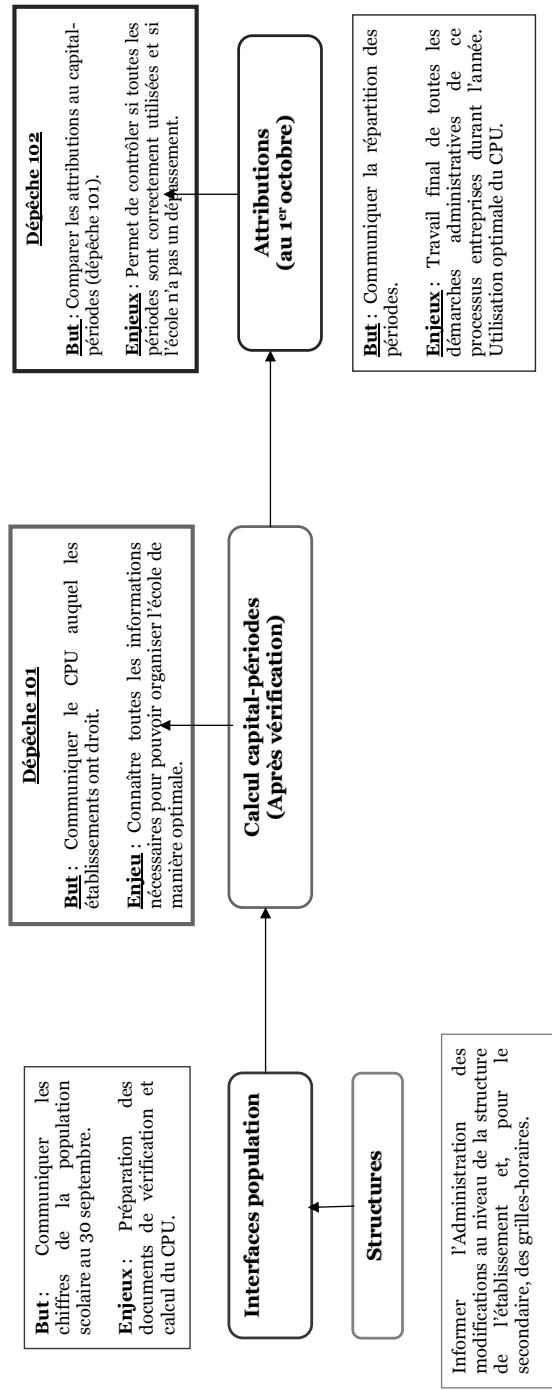 But : Communiquer les
chiffres de la population
scolaire au 30 septembre.
Enjeux : Préparation des
documents de vérification et
calcul du CPU.
Interfaces population
Structures
Informer l'Administration des
modifications au niveau de la structure
de l'établissement et, pour le
secondaire, des grilles-horaires.
Dépêche 101
But : Communiquer le CPU auquel les
établissements ont droit.
Enjeu : Connaître toutes les informations
nécessaires pour pouvoir organiser l'école de
manière optimale.
Calcul capital-périodes
(Après vérification)
Dépêche 102
But : Comparer les attributions au capital-
périodes (dépêche 101).
Enjeux : Permet de contrôler si toutes les
périodes sont correctement utilisées et si
l'école n'a pas un dépassement.
Attributions
(au 1er octobre)
But : Communiquer la répartition des
périodes.
Enjeux : Travail final de toutes les
démarches administratives de ce
processus entreprises durant l'année.
Utilisation optimale du CPU.